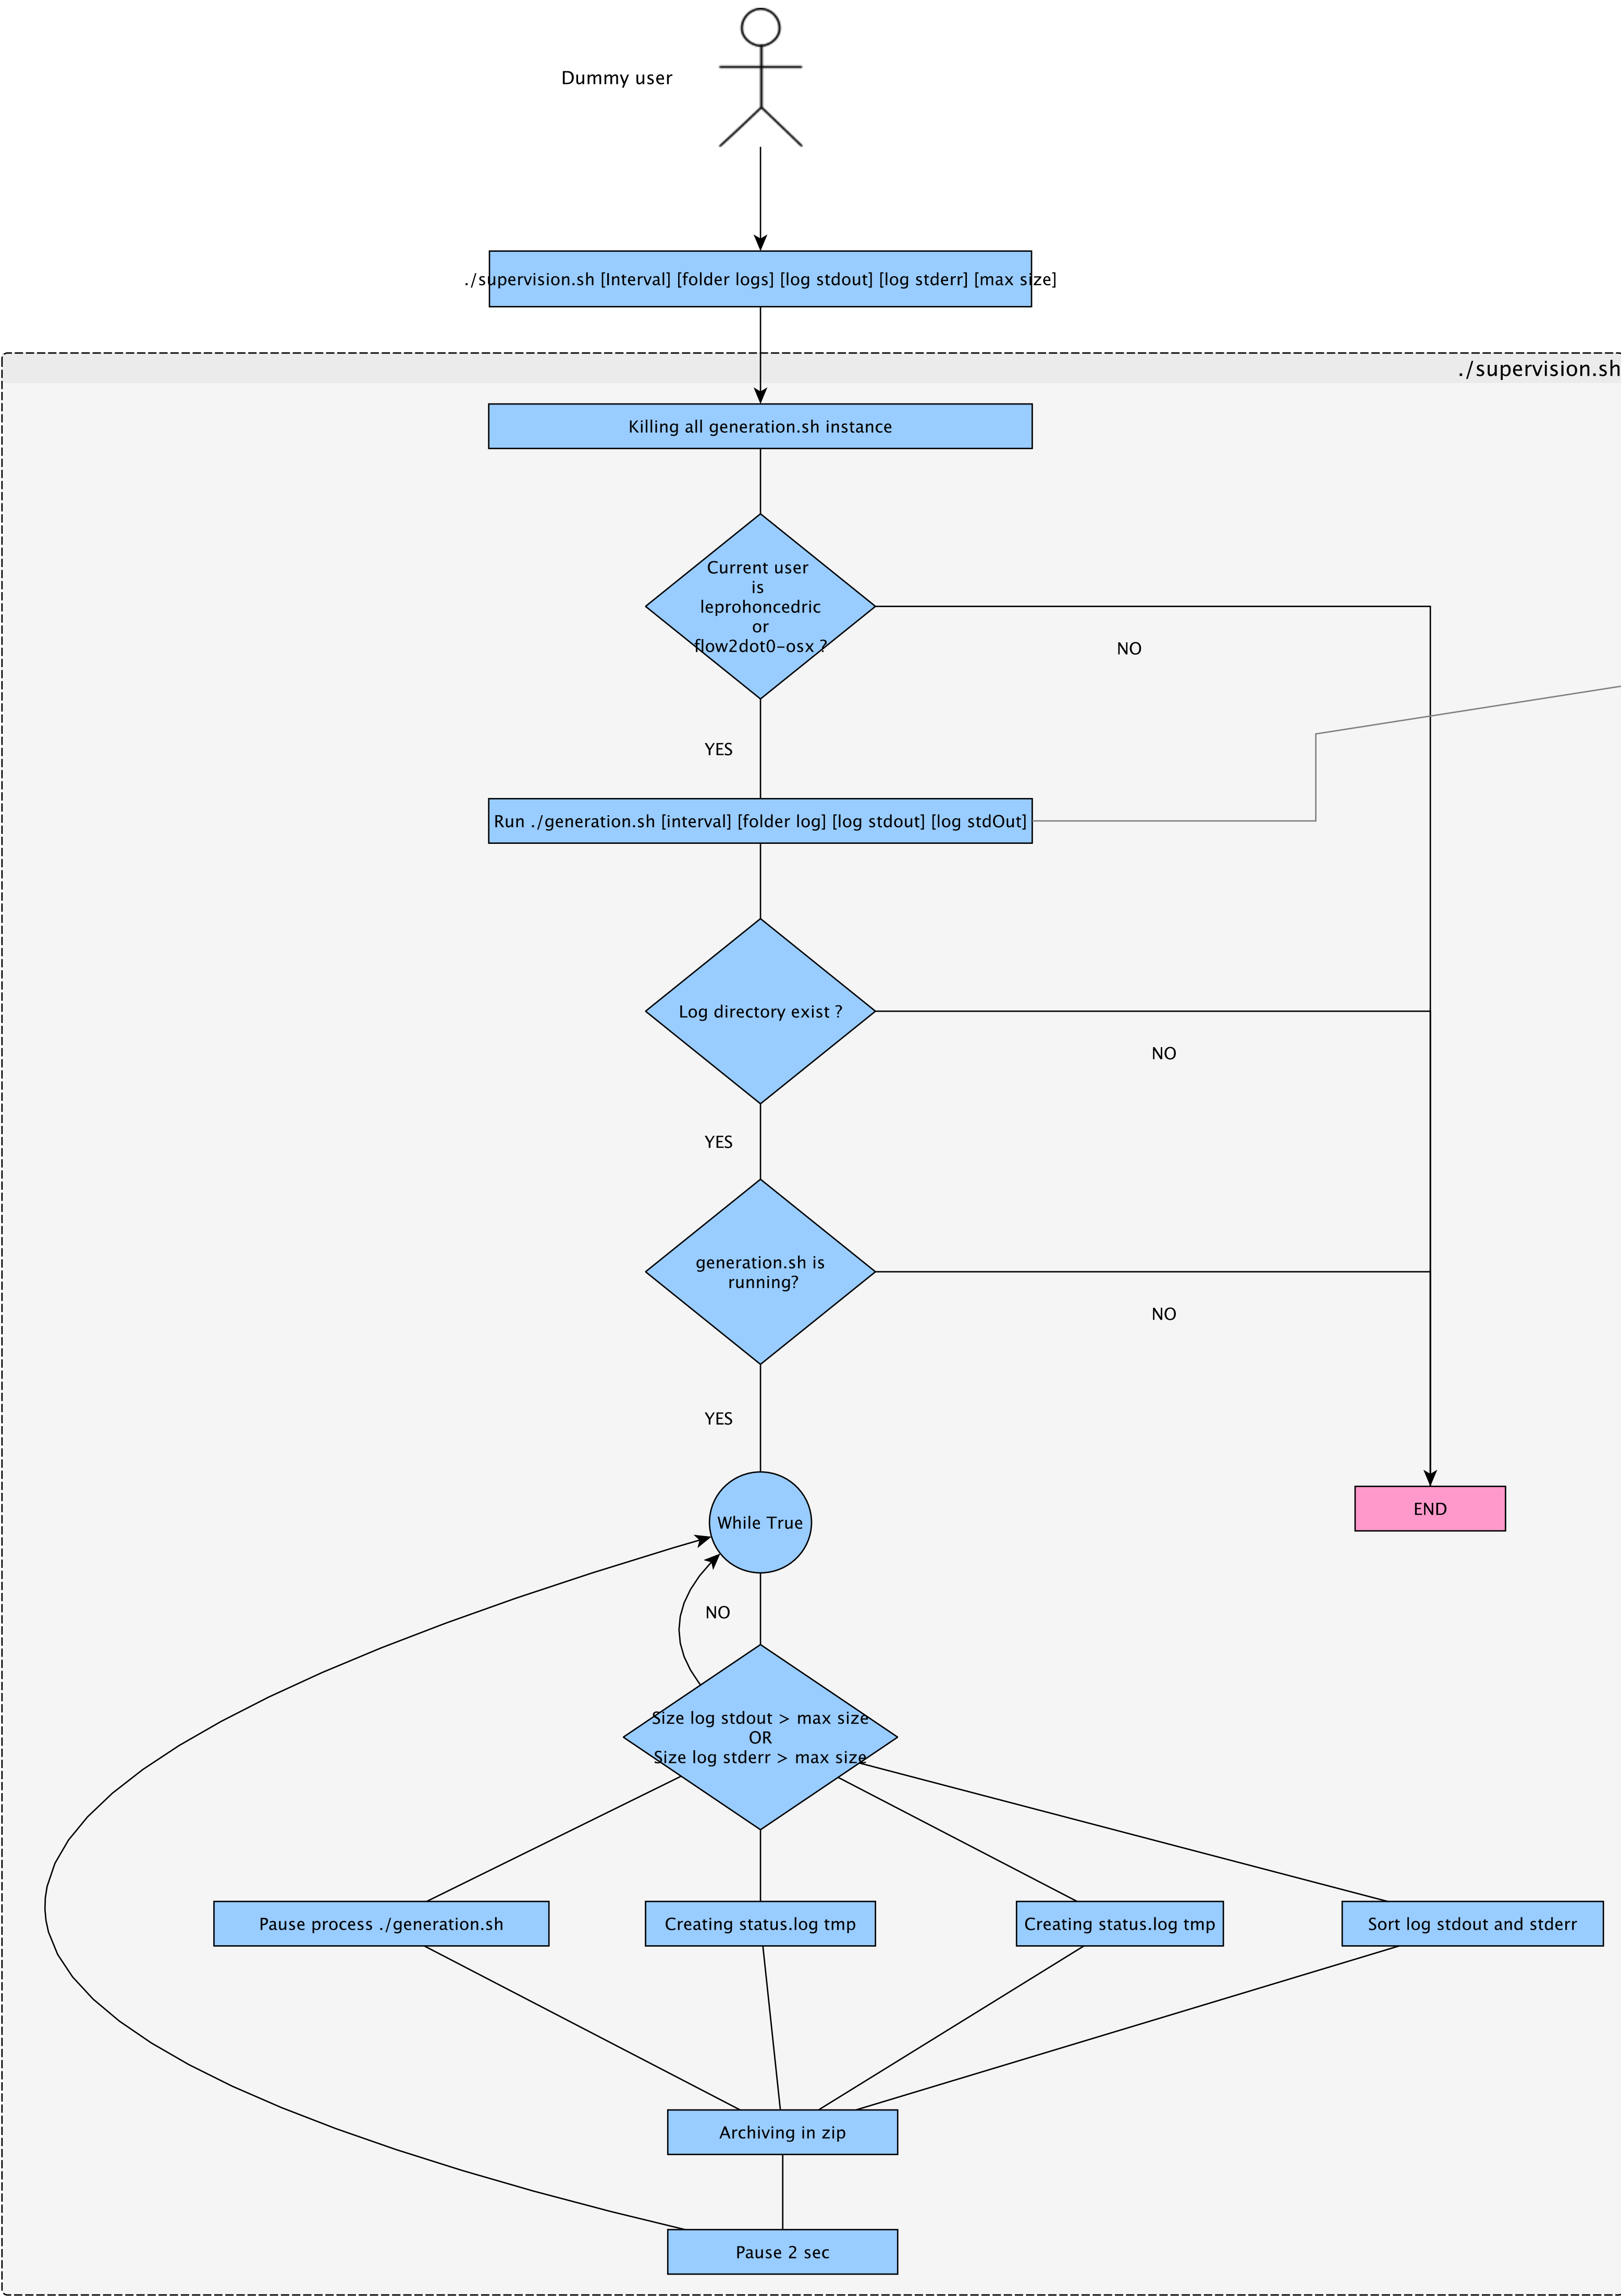 Dummy user
./supervision.sh [Interval] [folder logs] [log stdout] [log stderr] [max size]
./supervision.sh
Killing all generation.sh instance
Current user
is
leprohoncedric
or
flow2dot0-osx ?
NO
YES
Run ./generation.sh [interval] [folder log] [log stdout] [log stdOut]
Log directory exist ?
NO
YES
generation.sh is
running?
NO
YES
END
While True
NO
Size log stdout > max size
OR
Size log stderr > max size
Pause process ./generation.sh
Creating status.log tmp
Creating status.log tmp
Sort log stdout and stderr
Archiving in zip
Pause 2 sec